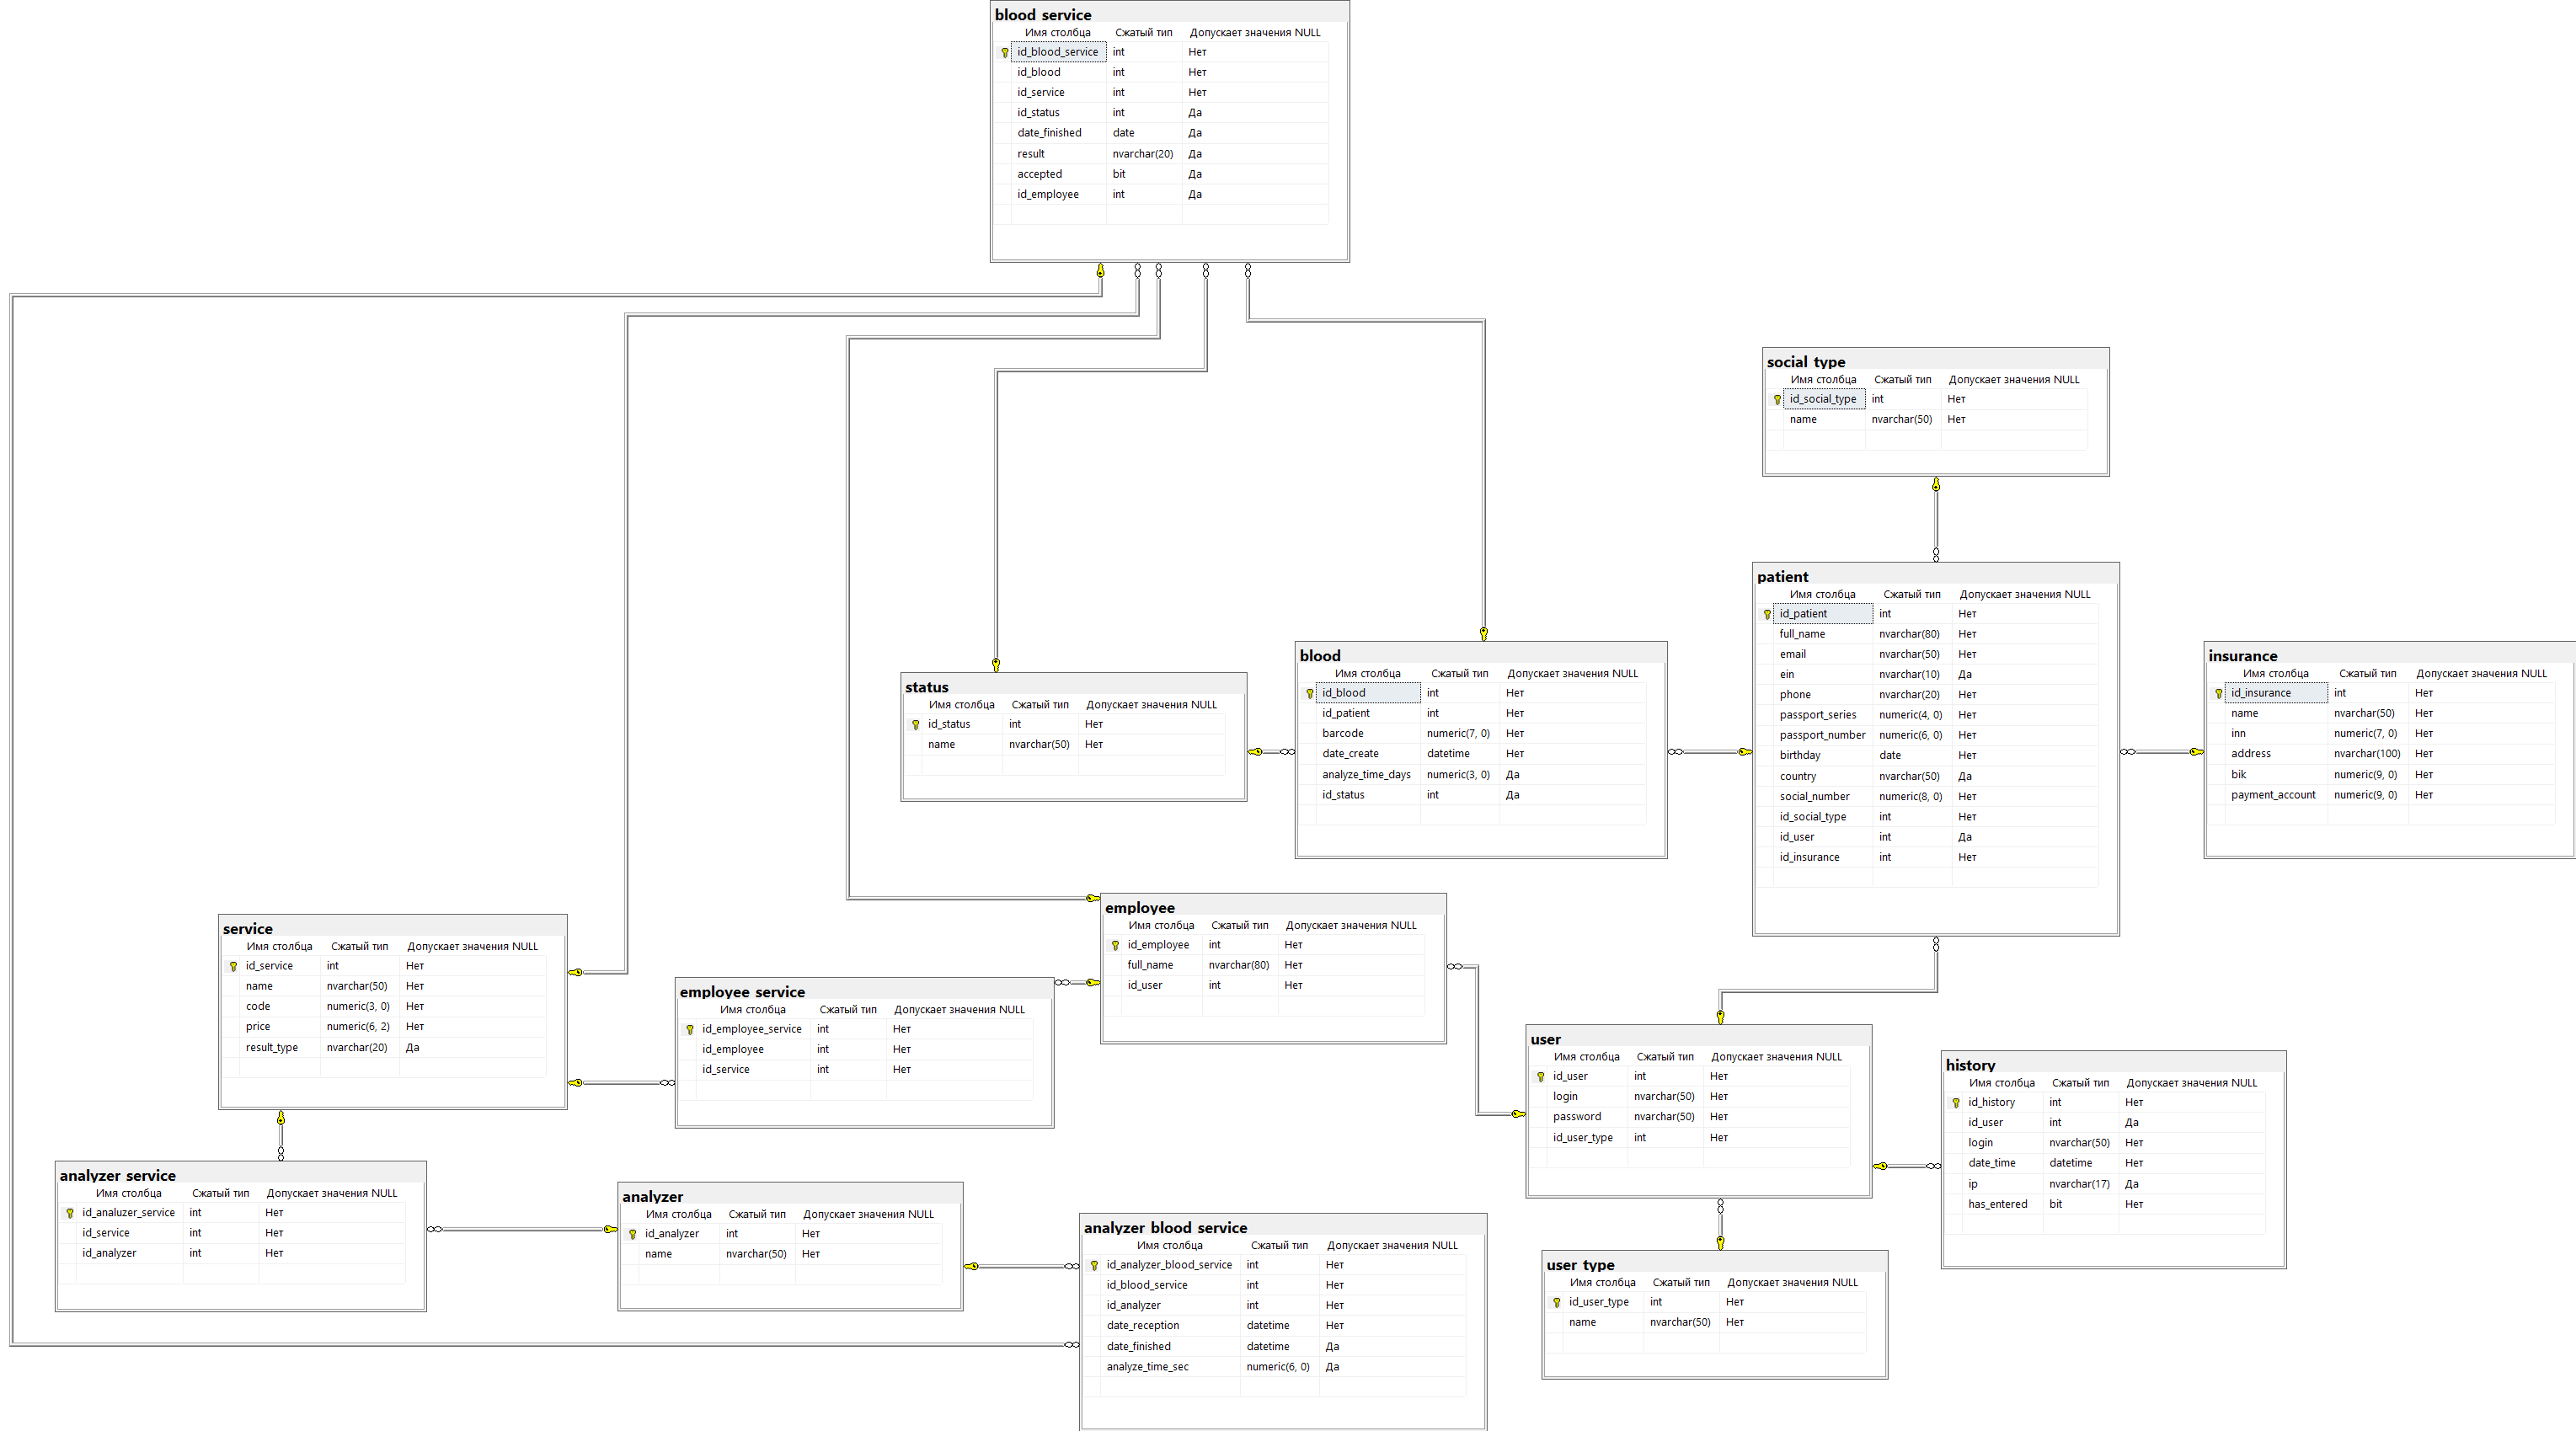 blood_service
Имя столбца Сжатый тип Допускает значения NULL
id_blood_service int Нет
id_blood int Нет
id_service int Нет
id_status int Да
date_finished date Да
result nvarchar(20) Да
accepted bit Да
id_employee int Да
social_type
Имя столбца Сжатый тип Допускает значения NULL
id_social_type int Нет
name nvarchar(50) Нет
patient
Имя столбца Сжатый тип Допускает значения NULL
id_patient int Нет
full_name nvarchar(80) Нет
email nvarchar(50) Нет
ein nvarchar(10) Да
phone nvarchar(20) Нет
passport_series numeric(4, 0) Нет
passport_number numeric(6, 0) Нет
birthday date Нет
country nvarchar(50) Да
social_number numeric(8, 0) Нет
id_social_type int Нет
id_user int Да
id_insurance int Нет
insurance
Имя столбца Сжатый тип Допускает значения NULL
id_insurance int Нет
name nvarchar(50) Нет
inn numeric(7, 0) Нет
address nvarchar(100) Нет
bik numeric(9, 0) Нет
payment_account numeric(9, 0) Нет
blood
Имя столбца Сжатый тип Допускает значения NULL
id_blood int Нет
id_patient int Нет
barcode numeric(7, 0) Нет
date_create datetime Нет
analyze_time_days numeric(3, 0) Да
id_status int Да
status
Имя столбца Сжатый тип Допускает значения NULL
id_status int Нет
name nvarchar(50) Нет
employee
Имя столбца Сжатый тип Допускает значения NULL
id_employee int Нет
full_name nvarchar(80) Нет
id_user int Нет
service
Имя столбца Сжатый тип Допускает значения NULL
id_service int Нет
name nvarchar(50) Нет
code numeric(3, 0) Нет
price numeric(6, 2) Нет
result_type nvarchar(20) Да
employee_service
Имя столбца Сжатый тип Допускает значения NULL
id_employee_service int Нет
id_employee int Нет
id_service int Нет
user
Имя столбца Сжатый тип Допускает значения NULL
id_user int Нет
login nvarchar(50) Нет
password nvarchar(50) Нет
id_user_type int Нет
history
Имя столбца Сжатый тип Допускает значения NULL
id_history int Нет
id_user int Да
login nvarchar(50) Нет
date_time datetime Нет
ip nvarchar(17) Да
has_entered bit Нет
analyzer_service
Имя столбца Сжатый тип Допускает значения NULL
id_analuzer_service int Нет
id_service int Нет
id_analyzer int Нет
analyzer
Имя столбца Сжатый тип Допускает значения NULL
id_analyzer int Нет
name nvarchar(50) Нет
analyzer_blood_service
Имя столбца Сжатый тип Допускает значения NULL
id_analyzer_blood_service int Нет
id_blood_service int Нет
id_analyzer int Нет
date_reception datetime Нет
date_finished datetime Да
analyze_time_sec numeric(6, 0) Да
user_type
Имя столбца Сжатый тип Допускает значения NULL
id_user_type int Нет
name nvarchar(50) Нет